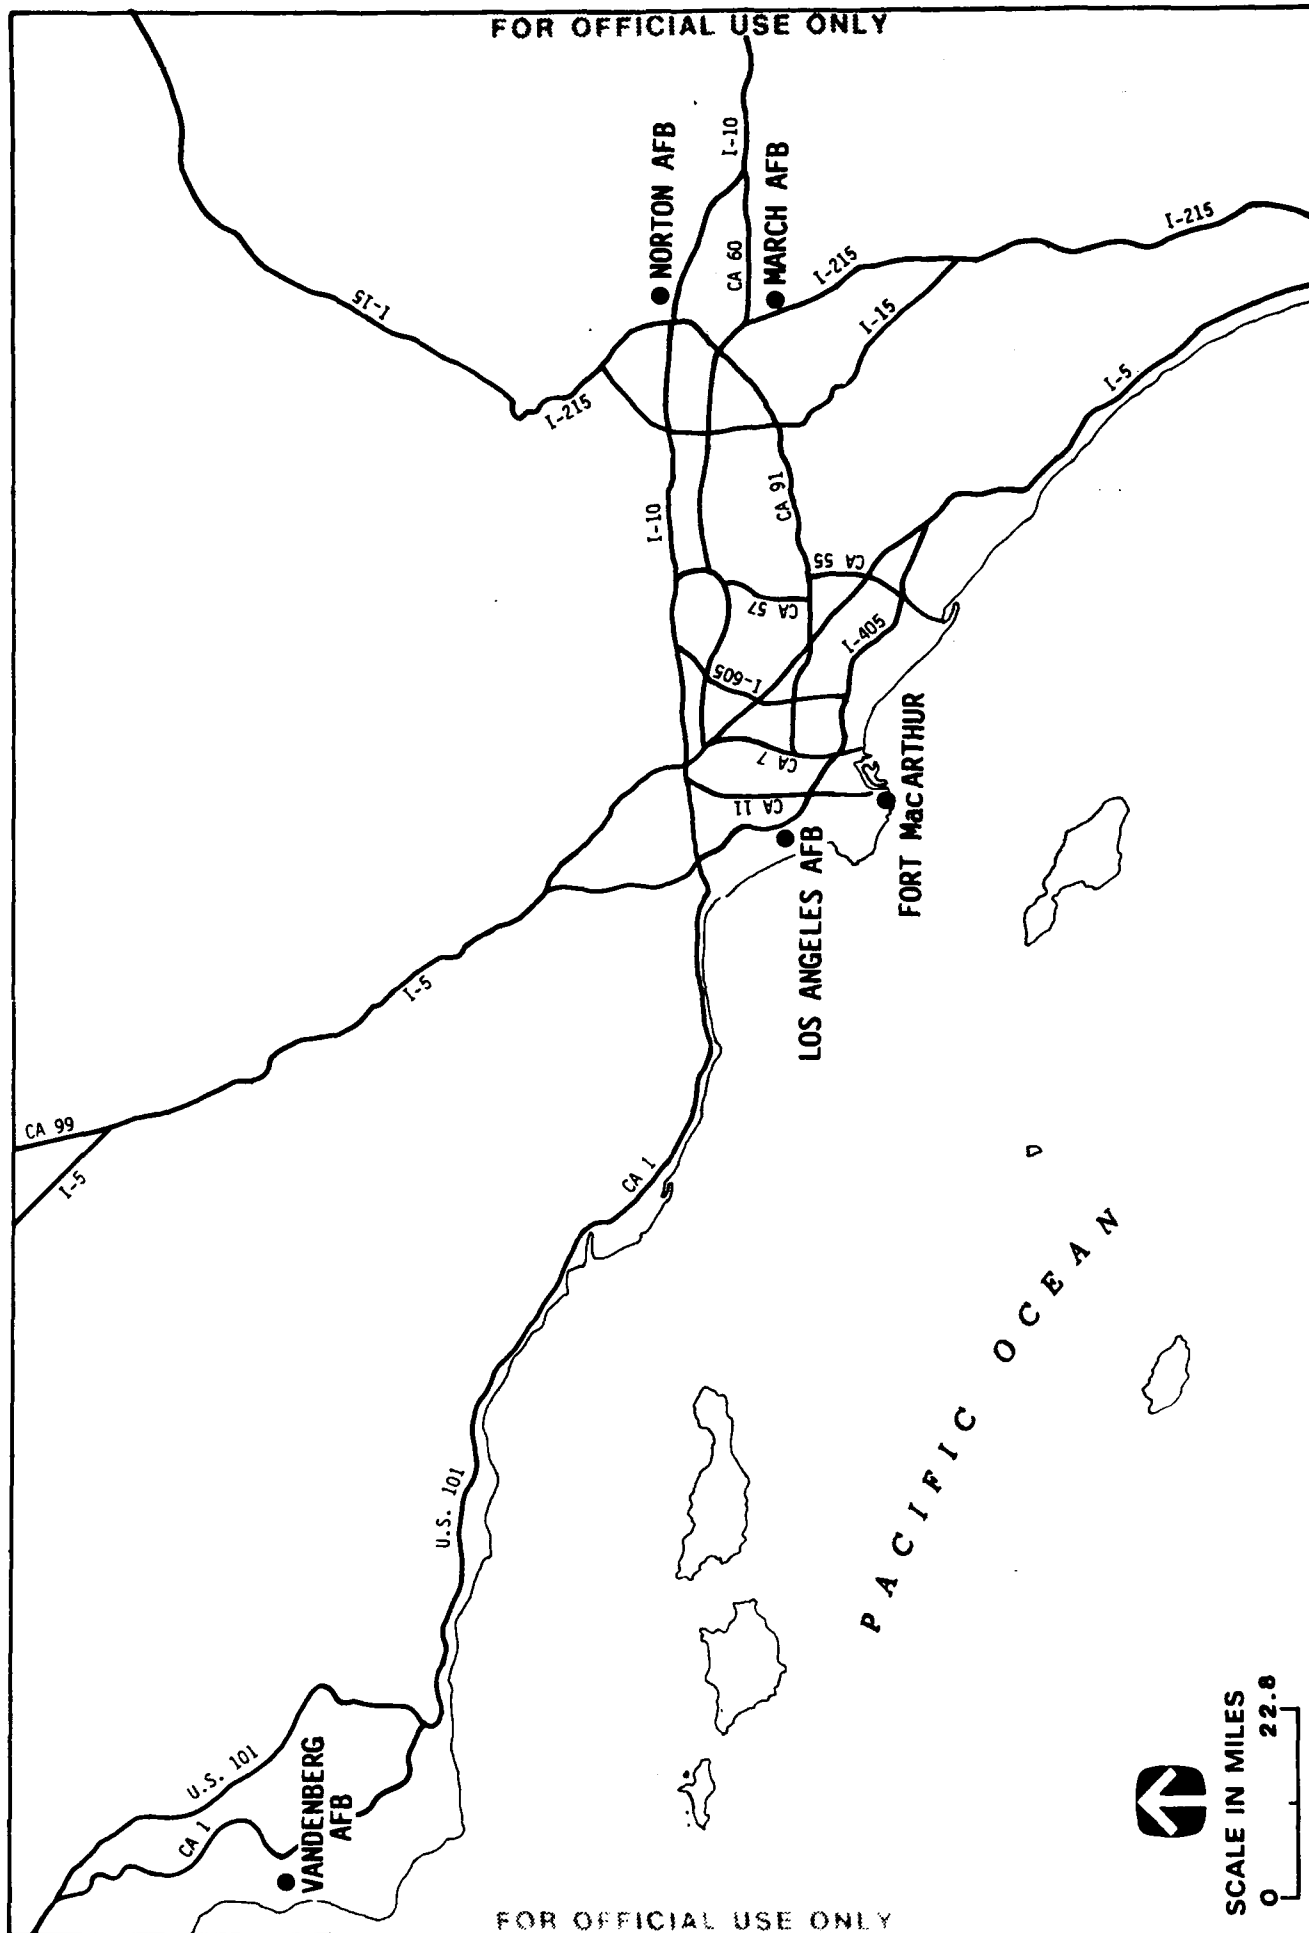 FOR OFFICIAL USE ONLY
I-10
NORTON AFB
MARCH AFB
CA 60
I-215
I-215
I-15
I-15
I-215
I-5
I-10
CA 91
CA 55
CA 57
I-405
I-605
CA 7
CA 11
FORT MacARTHUR
LOS ANGELES AFB
I-5
CA 99
I-5
CA 1
PACIFIC OCEAN
U.S. 101
U.S. 101
CA 1
VANDENBERG
AFB
SCALE IN MILES
0 22.8
FOR OFFICIAL USE ONLY